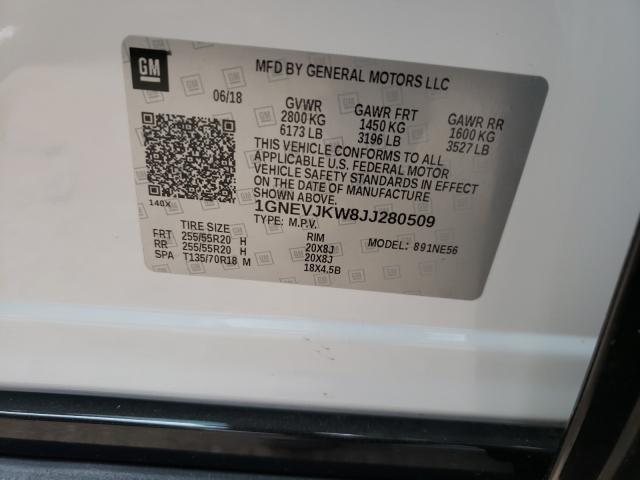 GM
MFD BY GENERAL MOTORS LLC
06/18
GVWR GAWR FRT GAWR RR
2800 KG 1450 KG 1600 KG
6173 LB 3196 LB 3527 LB
THIS VEHICLE CONFORMS TO ALL
APPLICABLE U.S. FEDERAL MOTOR
VEHICLE SAFETY STANDARDS IN EFFECT
ON THE DATE OF MANUFACTURE
SHOWN ABOVE.
140X
1GNEVJKW8JJ280509
TYPE: M.P.V.
TIRE SIZE RIM MODEL: 891NE56
FRT 255/55R20 H 20X8J
RR 255/55R20 H 20X8J
SPA T135/70R18 M 18X4.5B